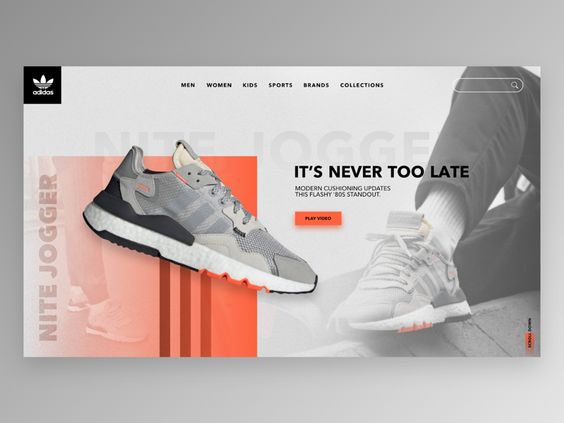 adidas
MEN WOMEN KIDS SPORTS BRANDS COLLECTIONS
NITE JOGGER
IT'S NEVER TOO LATE
MODERN CUSHIONING UPDATES
THIS FLASHY '80S STANDOUT.
PLAY VIDEO
NITE JOGGER
SCROLL DOWN